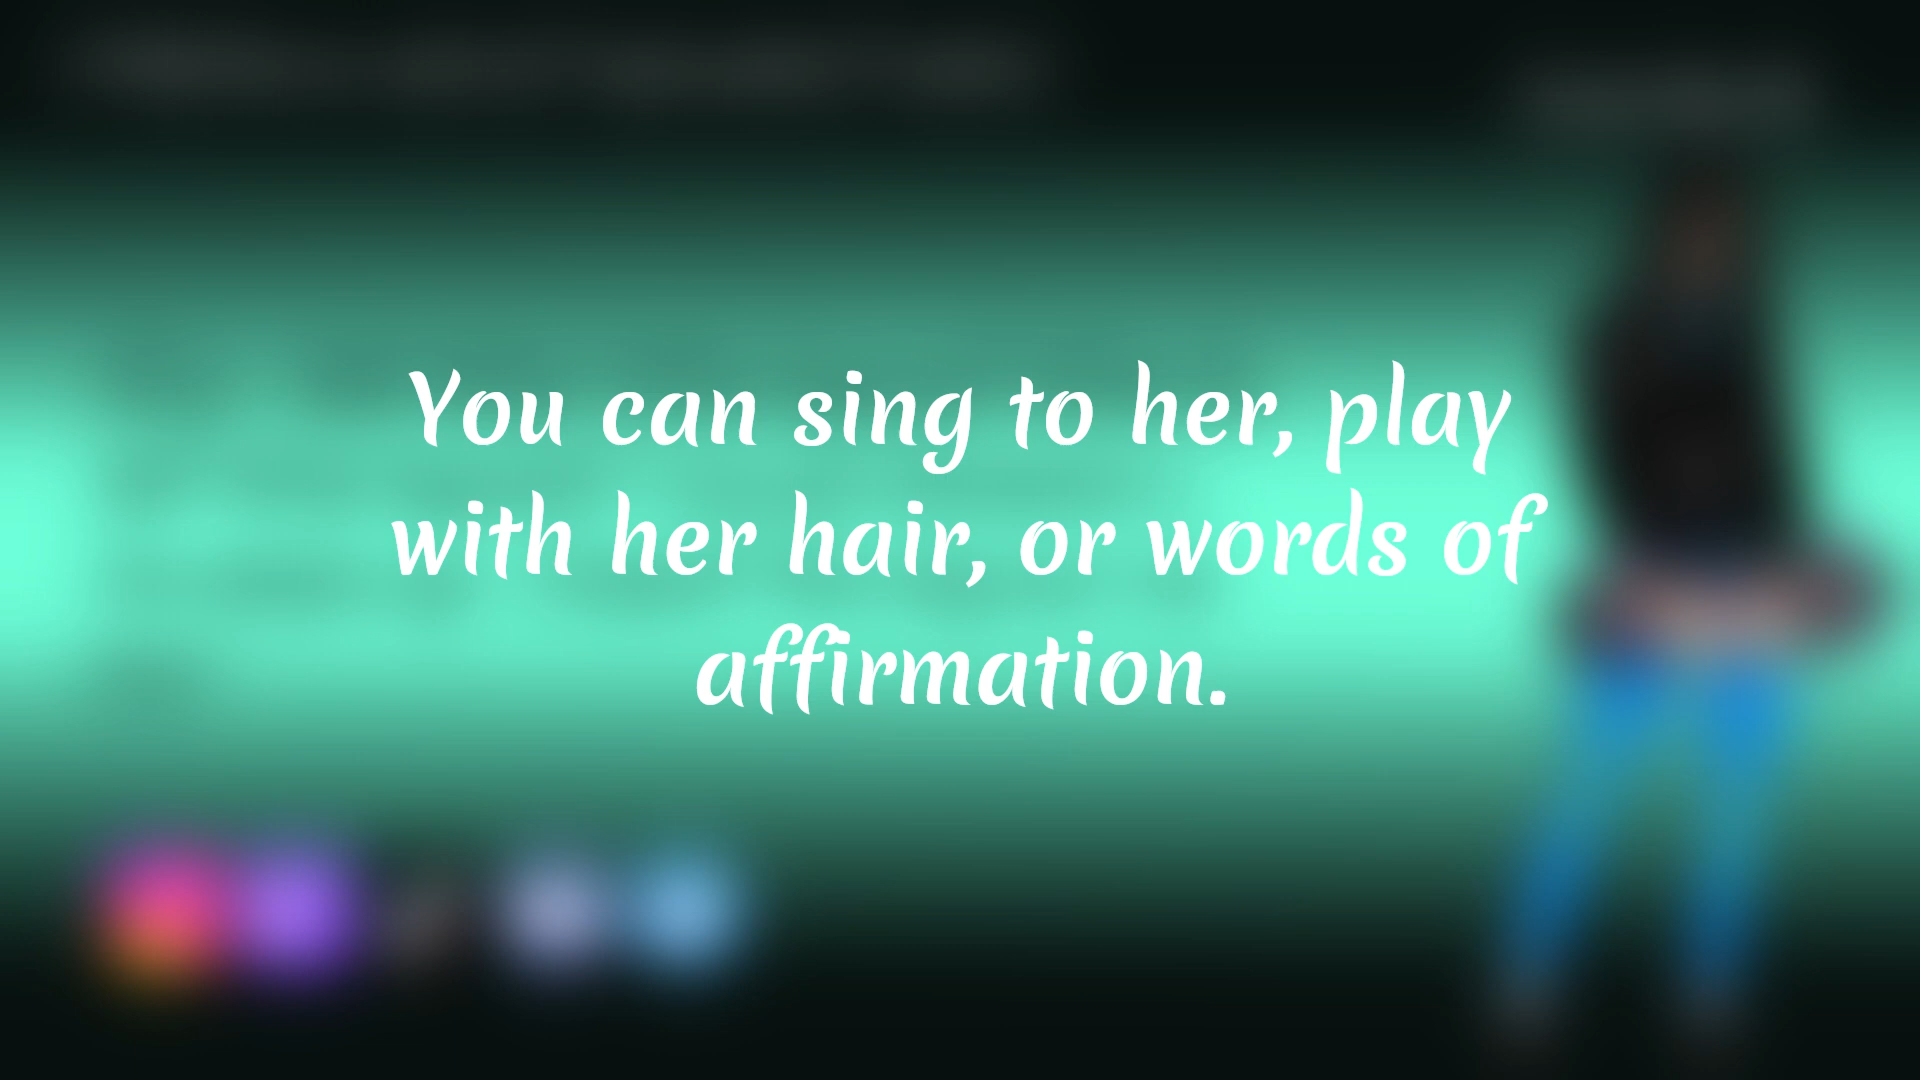 You can sing to her, play
with her hair, or words of
affirmation.